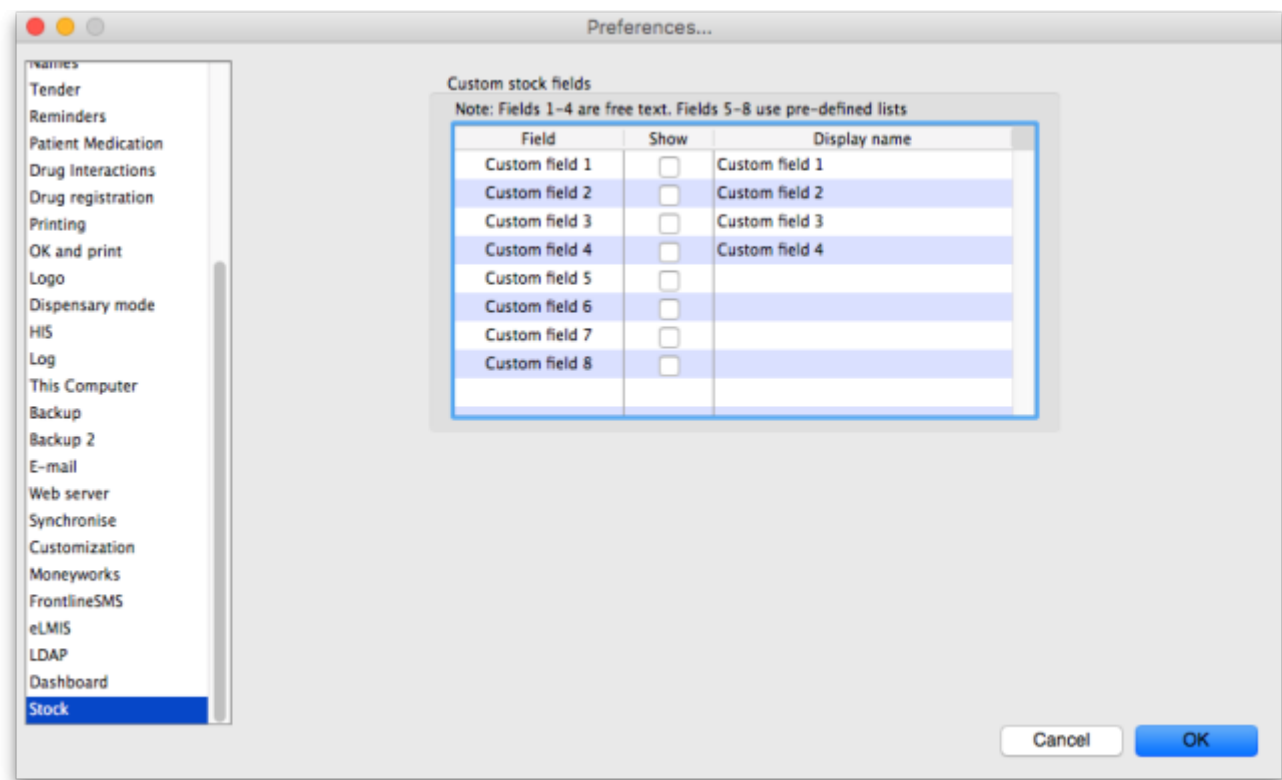 Preferences...
Names
Tender
Reminders
Patient Medication
Drug Interactions
Drug registration
Printing
OK and print
Logo
Dispensary mode
HIS
Log
This Computer
Backup
Backup 2
E-mail
Web server
Synchronise
Customization
Moneyworks
FrontlineSMS
eLMIS
LDAP
Dashboard
Stock
Custom stock fields
Note: Fields 1-4 are free text. Fields 5-8 use pre-defined lists
Field Show Display name
Custom field 1 Custom field 1
Custom field 2 Custom field 2
Custom field 3 Custom field 3
Custom field 4 Custom field 4
Custom field 5
Custom field 6
Custom field 7
Custom field 8
Cancel OK